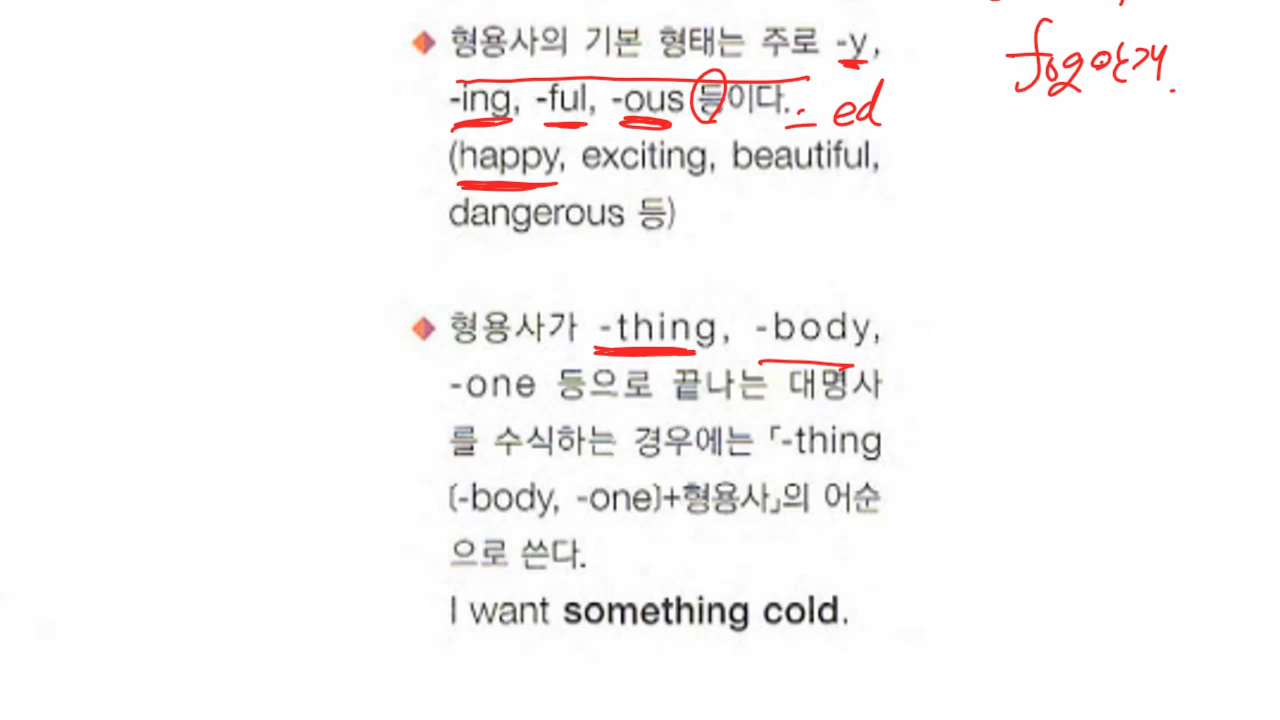 형용사의 기본 형태는 주로 -y,
-ing, -ful, -ous 등이다. - ed
(happy, exciting, beautiful,
dangerous 등)
fog 안개.
형용사가 -thing, -body,
-one 등으로 끝나는 대명사
를 수식하는 경우에는 「-thing
(-body, -one)+형용사」의 어순
으로 쓴다.
I want something cold.